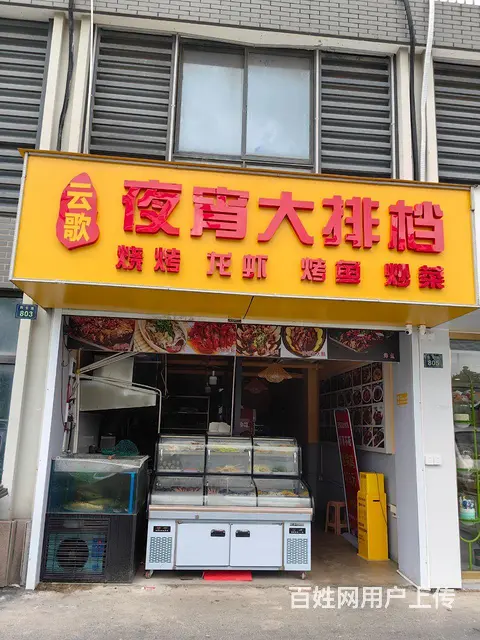 云歌
夜宵大排档
烧烤 龙虾 烤鱼 炒菜
803
805
百姓网用户上传